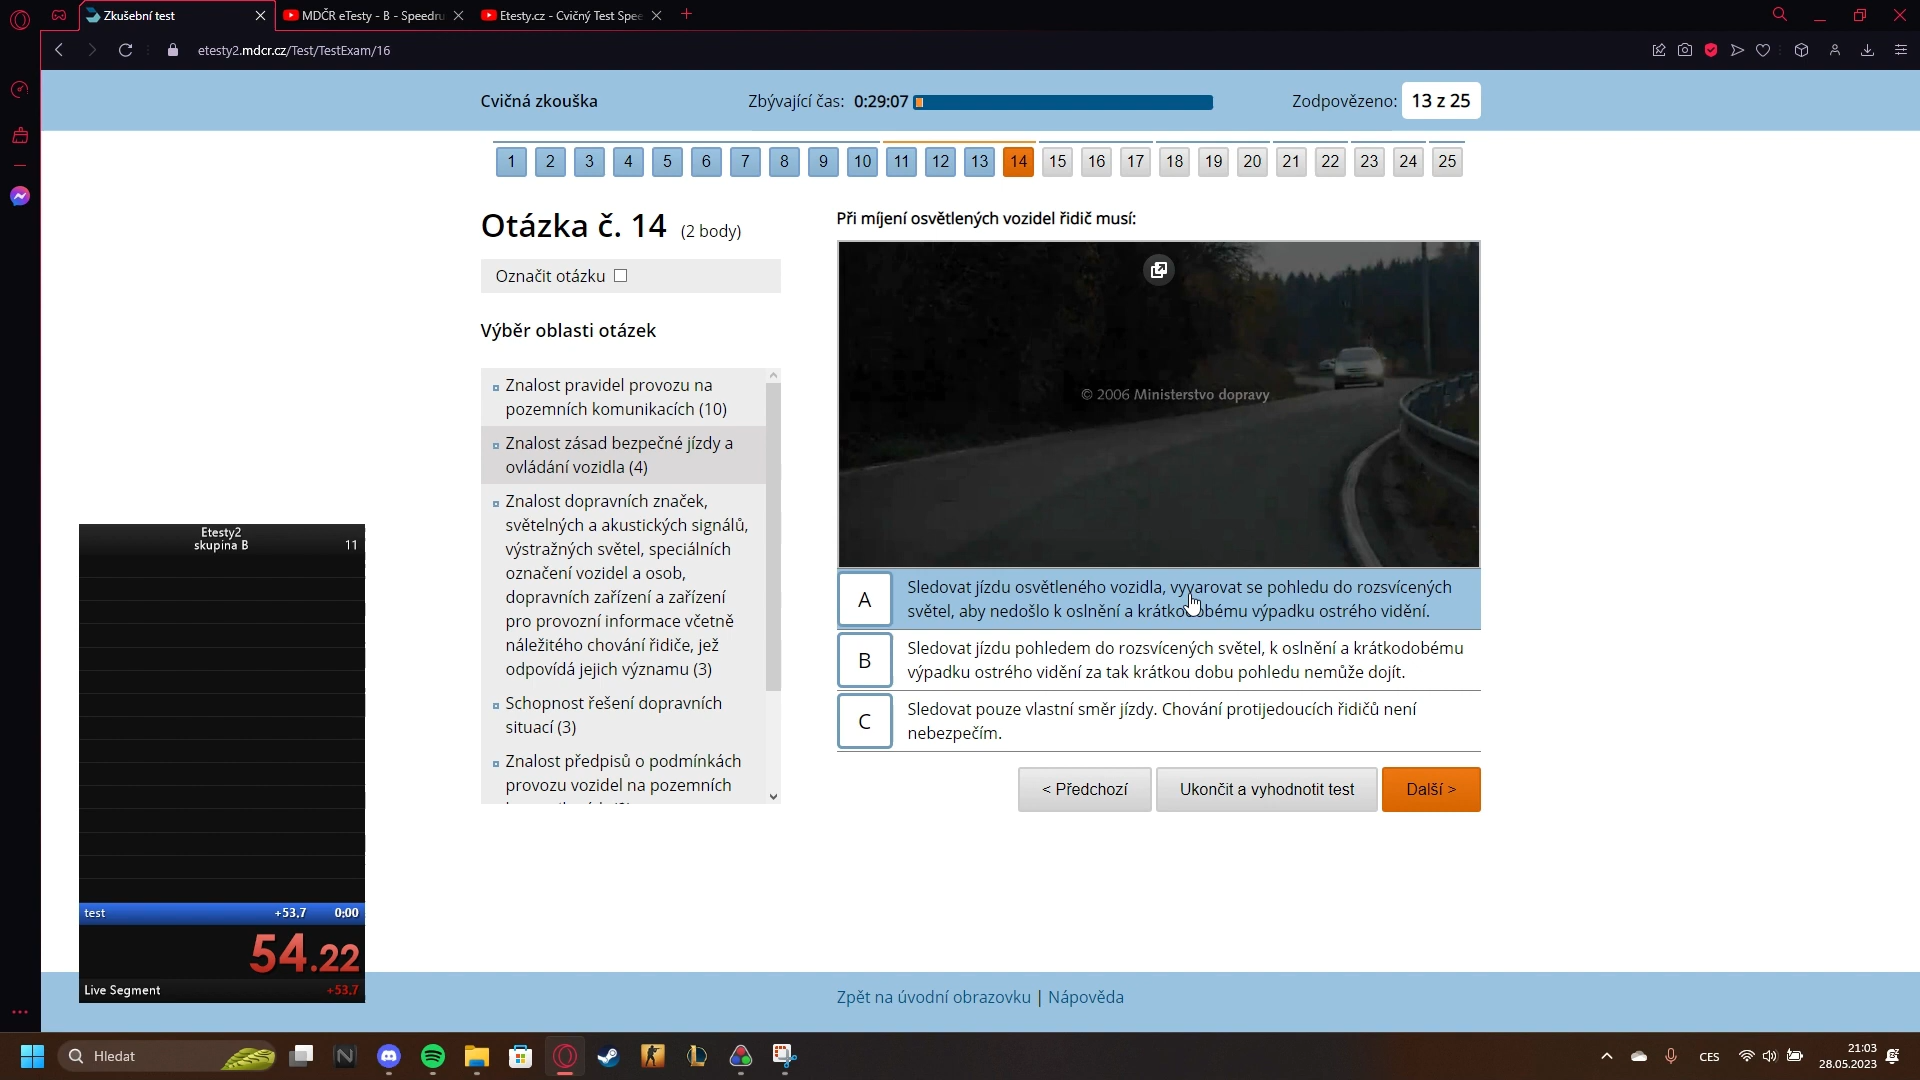 Zkušební test
MDČR eTesty - B - Speedru
Etesty.cz - Cvičný Test Spee
etesty2.mdcr.cz/Test/TestExam/16
Cvičná zkouška
Zbývající čas: 0:29:07
Zodpovězeno: 13 z 25
1 2 3 4 5 6 7 8 9 10 11 12 13 14 15 16 17 18 19 20 21 22 23 24 25
Otázka č. 14 (2 body)
Označit otázku
Výběr oblasti otázek
Znalost pravidel provozu na
pozemních komunikacích (10)
Znalost zásad bezpečné jízdy a
ovládání vozidla (4)
Znalost dopravních značek,
světelných a akustických signálů,
výstražných světel, speciálních
označení vozidel a osob,
dopravních zařízení a zařízení
pro provozní informace včetně
náležitého chování řidiče, jež
odpovídá jejich významu (3)
Schopnost řešení dopravních
situací (3)
Znalost předpisů o podmínkách
provozu vozidel na pozemních
Při míjení osvětlených vozidel řidič musí:
© 2006 Ministerstvo dopravy
A
Sledovat jízdu osvětleného vozidla, vyvarovat se pohledu do rozsvícených
světel, aby nedošlo k oslnění a krátkodobému výpadku ostrého vidění.
B
Sledovat jízdu pohledem do rozsvícených světel, k oslnění a krátkodobému
výpadku ostrého vidění za tak krátkou dobu pohledu nemůže dojít.
C
Sledovat pouze vlastní směr jízdy. Chování protijedoucích řidičů není
nebezpečím.
< Předchozí
Ukončit a vyhodnotit test
Další >
Etesty2
skupina B
11
test +53,7 0:00
54.22
Live Segment +53,7
Zpět na úvodní obrazovku | Nápověda
Hledat
CES
21:03
28.05.2023